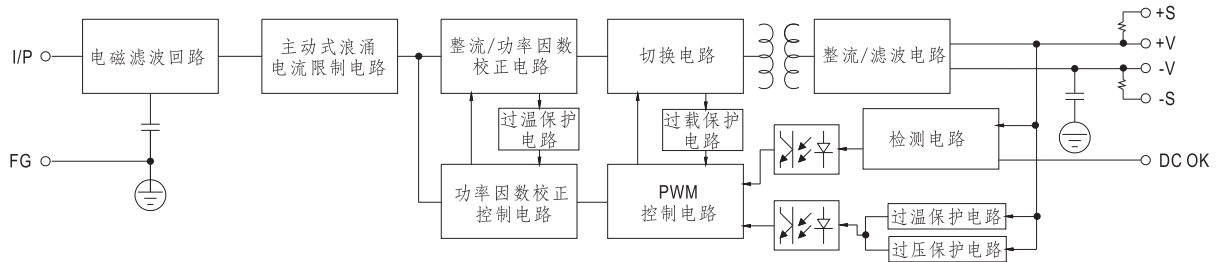 I/P
电磁滤波回路
主动式浪涌
电流限制电路
整流/功率因数
校正电路
切换电路
整流/滤波电路
+S
+V
-V
-S
过温保护
电路
过载保护
电路
检测电路
DC OK
FG
功率因数校正
控制电路
PWM
控制电路
过温保护电路
过压保护电路